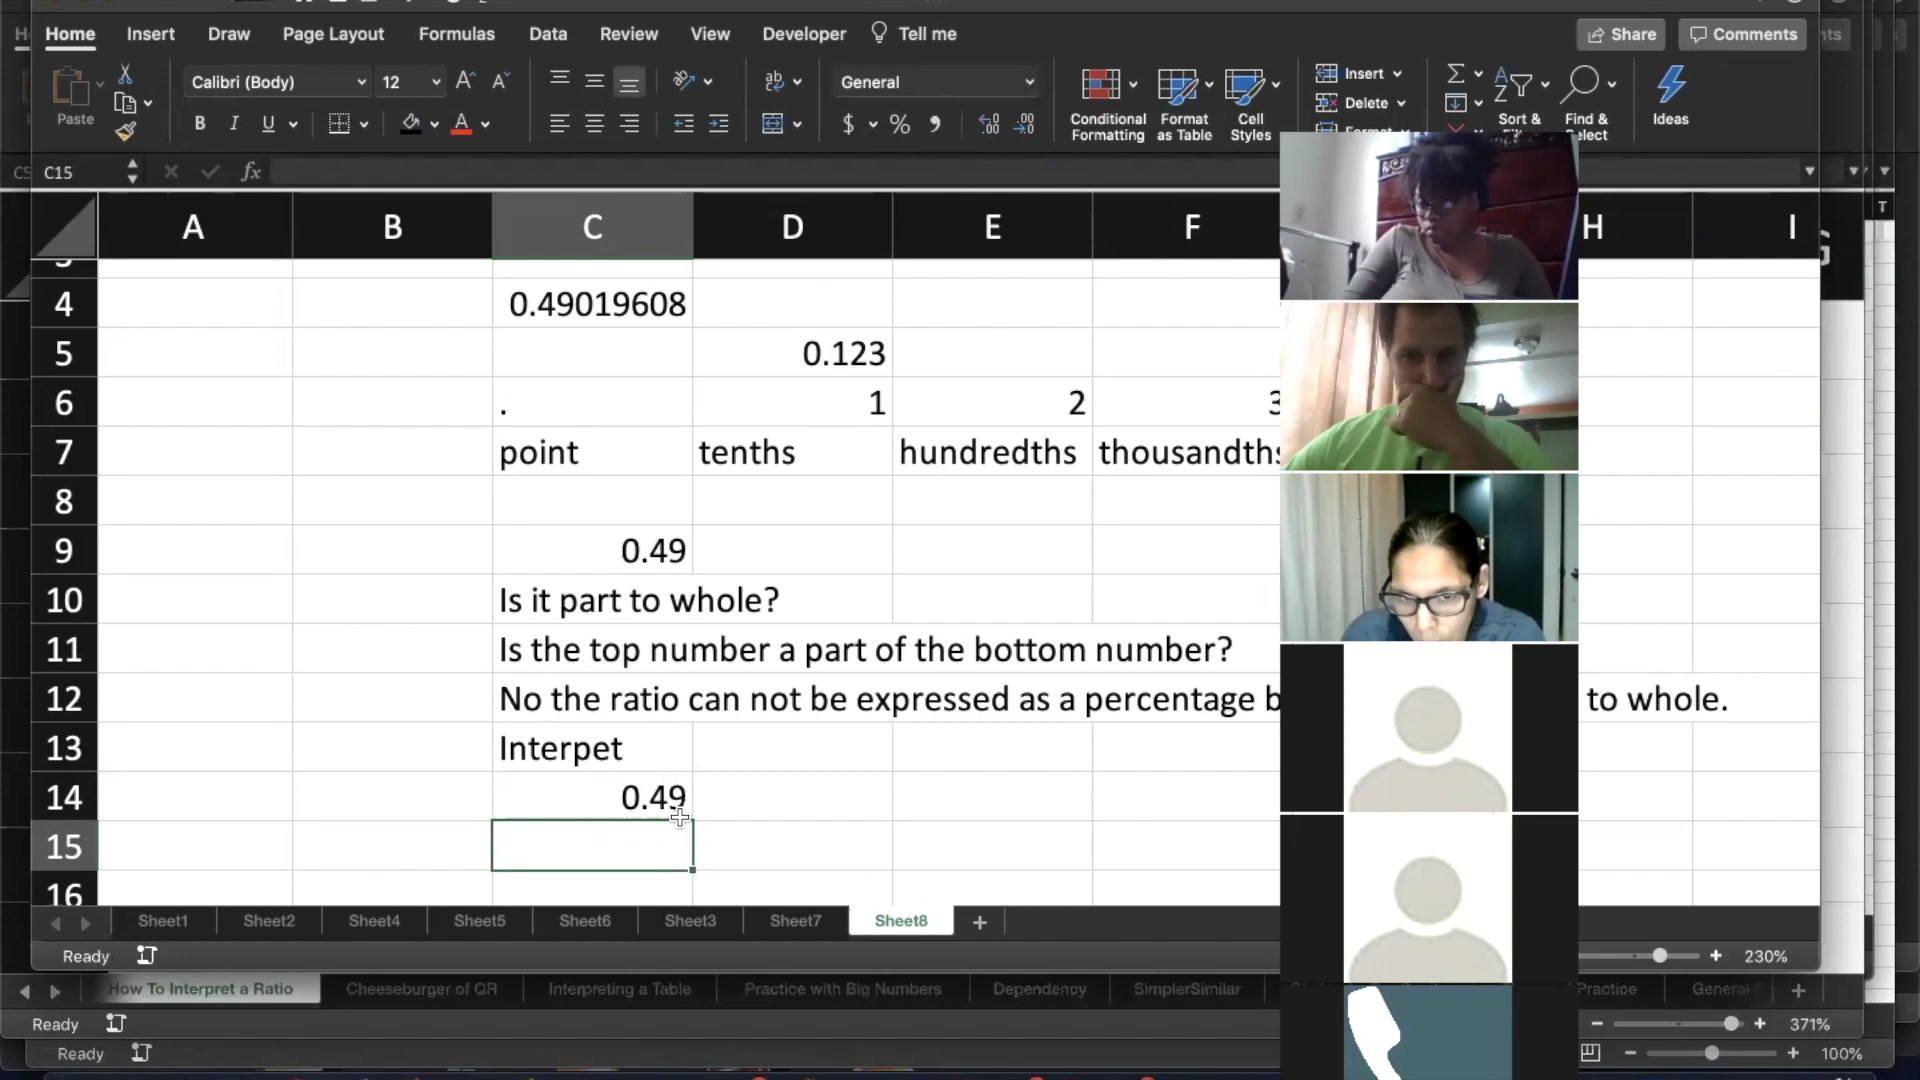 Home Insert Draw Page Layout Formulas Data Review View Developer Tell me Share Comments
Calibri (Body) 12 General Insert
Paste Delete
B I U $ % Conditional Formatting Format as Table Cell Styles Format Sort & Find & Select Ideas
C15 fx
A B C D E F H I
4 0.49019608
5 0.123
6 . 1 2 3
7 point tenths hundredths thousandths
8
9 0.49
10 Is it part to whole?
11 Is the top number a part of the bottom number?
12 No the ratio can not be expressed as a percentage b to whole.
13 Interpet
14 0.49
15
16
Sheet1 Sheet2 Sheet4 Sheet5 Sheet6 Sheet3 Sheet7 Sheet8 +
Ready 230%
How To Interpret a Ratio Cheeseburger of QR Interpreting a Table Practice with Big Numbers Dependency SimplerSimilar Practice General
Ready 371%
Ready 100%